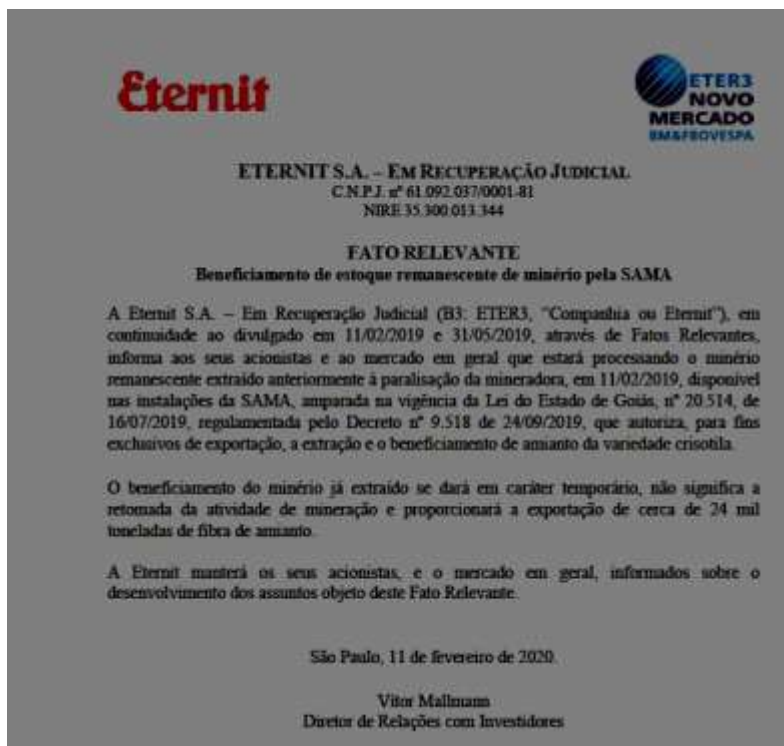 Eternit
ETER3
NOVO
MERCADO
BM&FBOVESPA
ETERNIT S.A. – EM RECUPERAÇÃO JUDICIAL
C.N.P.J. nº 61.092.037/0001-81
NIRE 35.300.013.344
FATO RELEVANTE
Beneficiamento de estoque remanescente de minério pela SAMA
A Eternit S.A. – Em Recuperação Judicial (B3: ETER3, “Companhia ou Eternit”), em
continuidade ao divulgado em 11/02/2019 e 31/05/2019, através de Fatos Relevantes,
informa aos seus acionistas e ao mercado em geral que estará processando o minério
remanescente extraído anteriormente à paralisação da mineradora, em 11/02/2019, disponível
nas instalações da SAMA, amparada na vigência da Lei do Estado de Goiás, nº 20.514, de
16/07/2019, regulamentada pelo Decreto nº 9.518 de 24/09/2019, que autoriza, para fins
exclusivos de exportação, a extração e o beneficiamento de amianto da variedade crisotila.
O beneficiamento do minério já extraído se dará em caráter temporário, não significa a
retomada da atividade de mineração e proporcionará a exportação de cerca de 24 mil
toneladas de fibra de amianto.
A Eternit manterá os seus acionistas, e o mercado em geral, informados sobre o
desenvolvimento dos assuntos objeto deste Fato Relevante.
São Paulo, 11 de fevereiro de 2020.
Vitor Mallmann
Diretor de Relações com Investidores